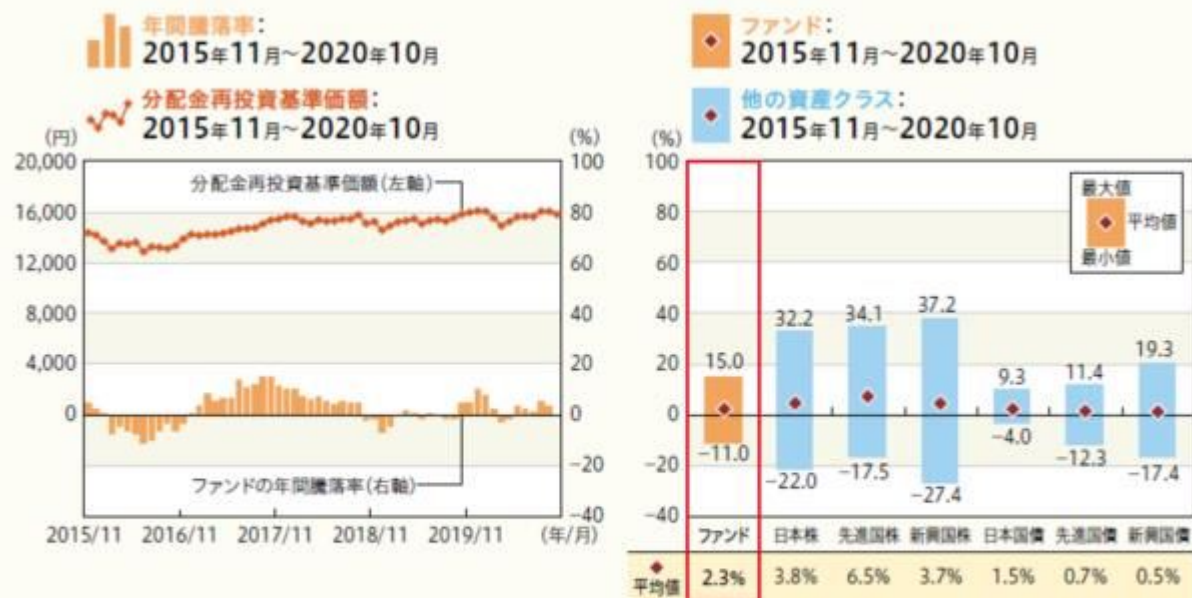 年間騰落率:
2015年11月~2020年10月
分配金再投資基準価額:
2015年11月~2020年10月
(円)
(%)
20,000
16,000
12,000
8,000
4,000
0
100
80
60
40
20
0
-20
-40
分配金再投資基準価額(左軸)
ファンドの年間騰落率(右軸)
2015/11 2016/11 2017/11 2018/11 2019/11 (年/月)
ファンド:
2015年11月~2020年10月
他の資産クラス:
2015年11月~2020年10月
(%)
100
80
60
40
20
0
-20
-40
最大値
平均値
最小値
15.0 32.2 34.1 37.2 9.3 11.4 19.3
-11.0 -22.0 -17.5 -27.4 -4.0 -12.3 -17.4
ファンド 日本株 先進国株 新興国株 日本国債 先進国債 新興国債
平均値 2.3% 3.8% 6.5% 3.7% 1.5% 0.7% 0.5%